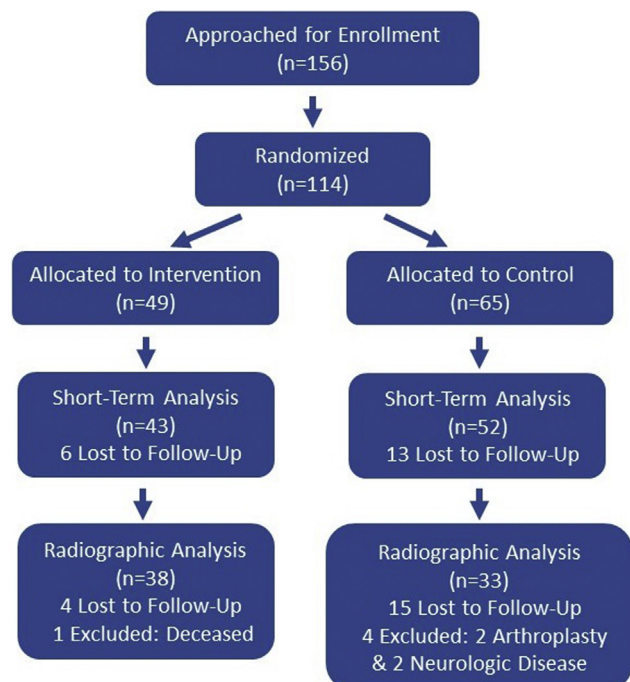 Approached for Enrollment
(n=156)
Randomized
(n=114)
Allocated to Intervention
(n=49)
Allocated to Control
(n=65)
Short-Term Analysis
(n=43)
6 Lost to Follow-Up
Short-Term Analysis
(n=52)
13 Lost to Follow-Up
Radiographic Analysis
(n=38)
4 Lost to Follow-Up
1 Excluded: Deceased
Radiographic Analysis
(n=33)
15 Lost to Follow-Up
4 Excluded: 2 Arthroplasty
& 2 Neurologic Disease